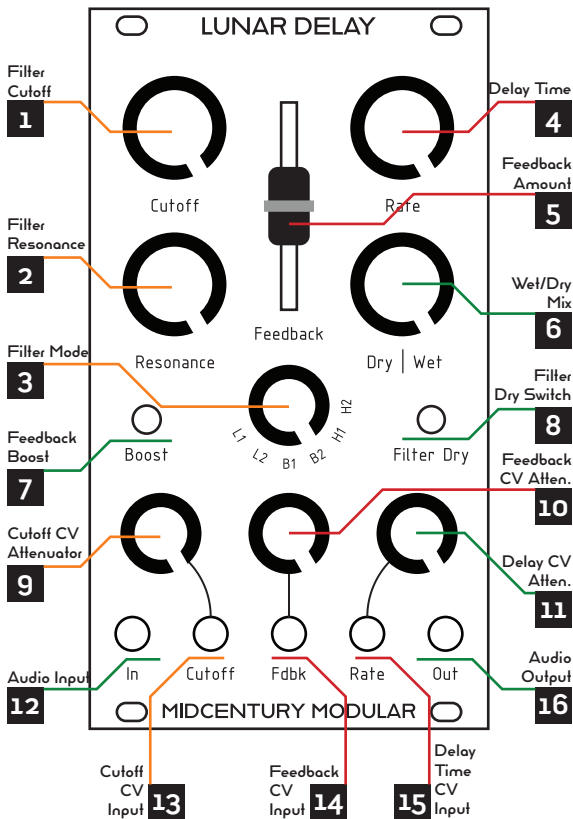 LUNAR DELAY
Filter
Cutoff
1
Delay Time
4
Feedback
Amount
5
Cutoff
Rate
Filter
Resonance
2
Wet/Dry
Mix
6
Feedback
Resonance
Dry | Wet
Filter Mode
3
Filter
Dry Switch
8
L1
L2
B1
B2
H1
H2
Boost
Filter Dry
Feedback
Boost
7
Feedback
CV Atten.
10
Cutoff CV
Attenuator
9
Delay CV
Atten.
11
Audio Input
12
In
Cutoff
Fdbk
Rate
Out
Audio
Output
16
MIDCENTURY MODULAR
Cutoff
CV
Input
13
Feedback
CV
Input
14
Delay
Time
CV
Input
15